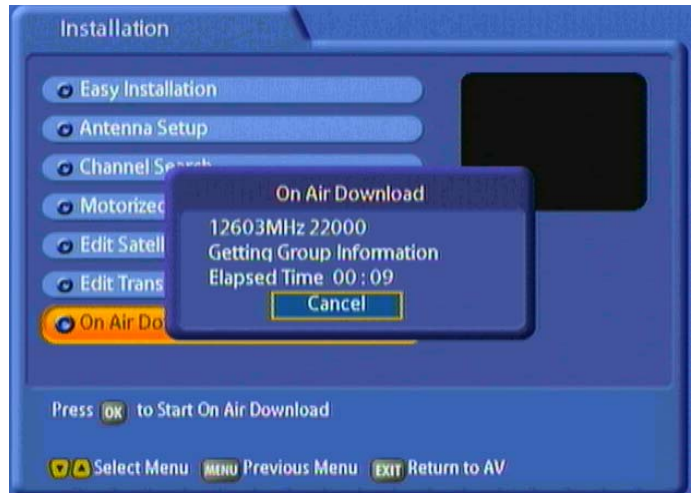 Installation
Easy Installation
Antenna Setup
Channel Search
Motorized
Edit Satell
Edit Trans
On Air Do
On Air Download
12603MHz 22000
Getting Group Information
Elapsed Time 00:09
Cancel
Press OK to Start On Air Download
Select Menu MENU Previous Menu EXIT Return to AV